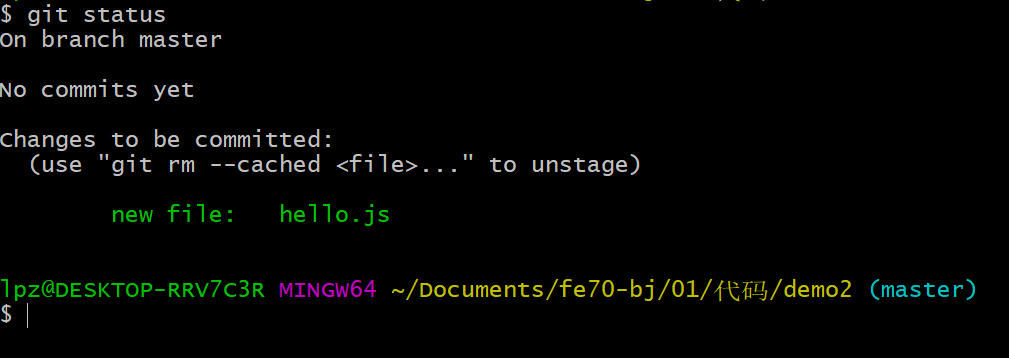 $ git status
On branch master
No commits yet
Changes to be committed:
  (use "git rm --cached <file>..." to unstage)
        new file:   hello.js
lpz@DESKTOP-RRV7C3R MINGW64 ~/Documents/fe70-bj/01/代码/demo2 (master)
$